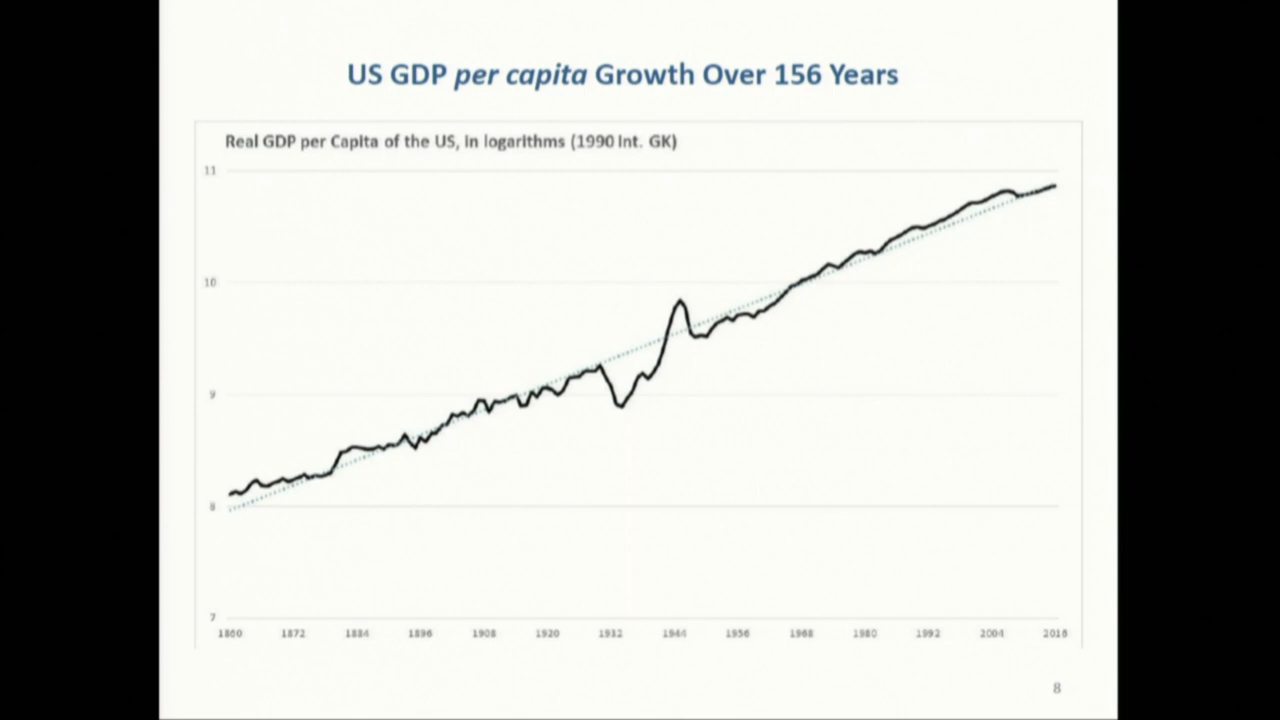 US GDP per capita Growth Over 156 Years
Real GDP per Capita of the US, in logarithms (1990 Int. GK)
11
10
9
8
7
1860 1872 1884 1896 1908 1920 1932 1944 1956 1968 1980 1992 2004 2016
8